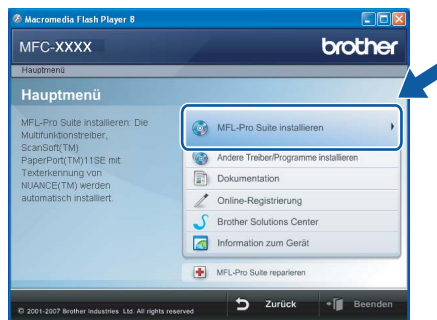 Macromedia Flash Player 8
MFC-XXXX
brother
Hauptmenü
Hauptmenü
MFL-Pro Suite installieren: Die
Multifunktionstreiber,
ScanSoft(TM)
PaperPort(TM)11SE mit
Texterkennung von
NUANCE(TM) werden
automatisch installiert.
MFL-Pro Suite installieren
Andere Treiber/Programme installieren
Dokumentation
Online-Registrierung
Brother Solutions Center
Information zum Gerät
MFL-Pro Suite reparieren
© 2001-2007 Brother Industries Ltd. All rights reserved
Zurück
Beenden